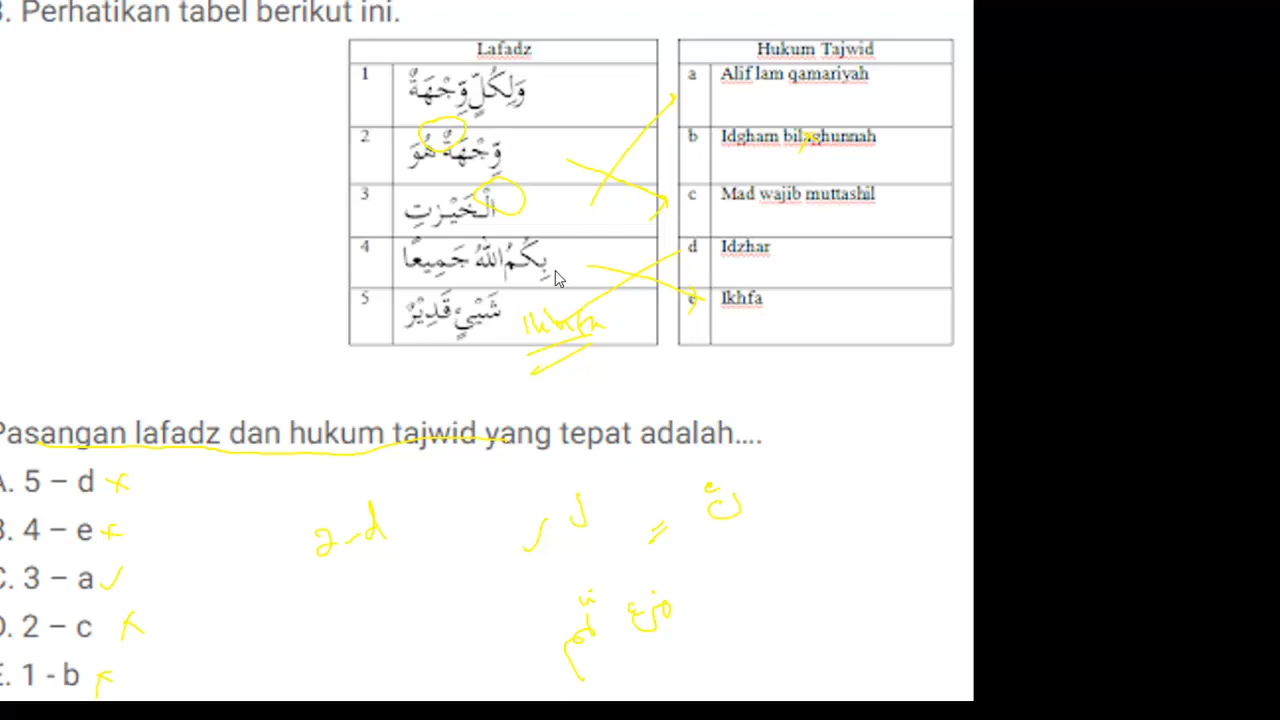 3. Perhatikan tabel berikut ini.
Lafadz Hukum Tajwid
1 وَلِكُلٍّ وِّجْهَةٌ a Alif lam qamariyah
2 وِّجْهَةٌ هُوَ b Idgham bilaghunnah
3 الْخَيْرٰتِ c Mad wajib muttashil
4 بِكُمُ اللّٰهُ جَمِيعًا d Idzhar
5 شَيْىٍٔ قَدِيْرٌ e Ikhfa
Pasangan lafadz dan hukum tajwid yang tepat adalah....
A. 5 – d
B. 4 – e
C. 3 – a
D. 2 – c
E. 1 - b
2-d